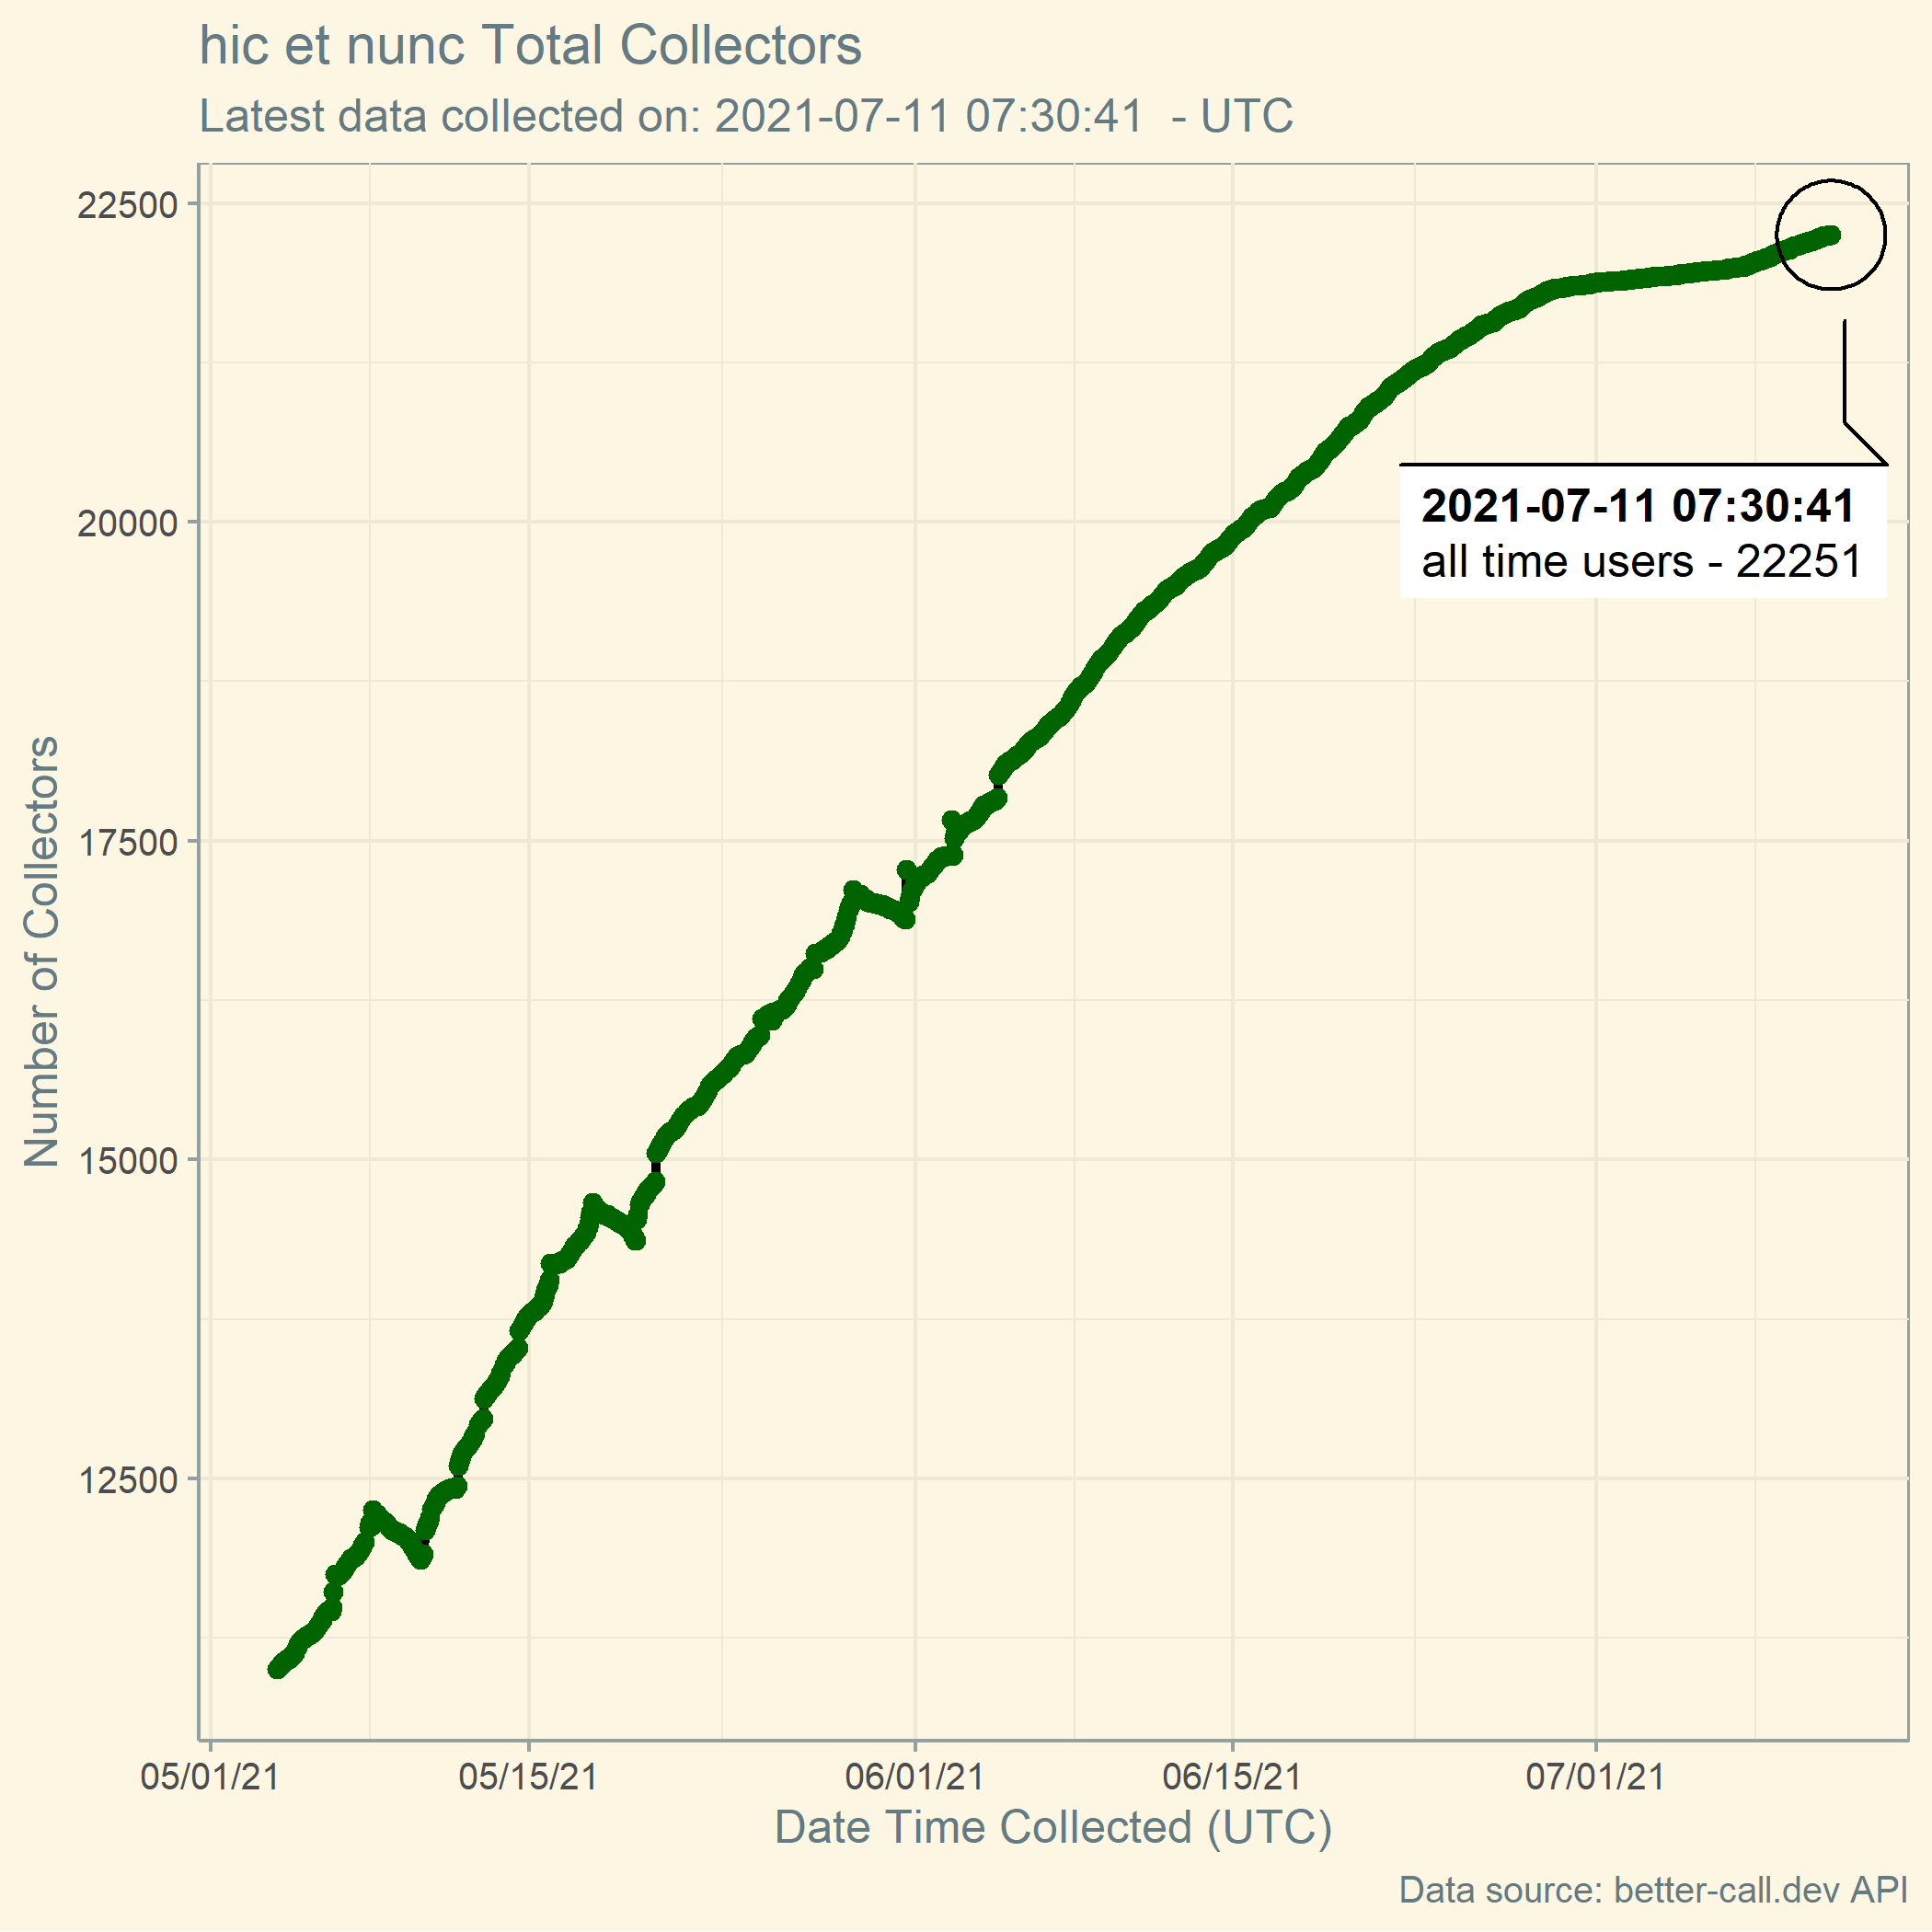 hic et nunc Total Collectors
Latest data collected on: 2021-07-11 07:30:41  - UTC
22500
20000
17500
15000
12500
Number of Collectors
2021-07-11 07:30:41
all time users - 22251
05/01/21
05/15/21
06/01/21
06/15/21
07/01/21
Date Time Collected (UTC)
Data source: better-call.dev API